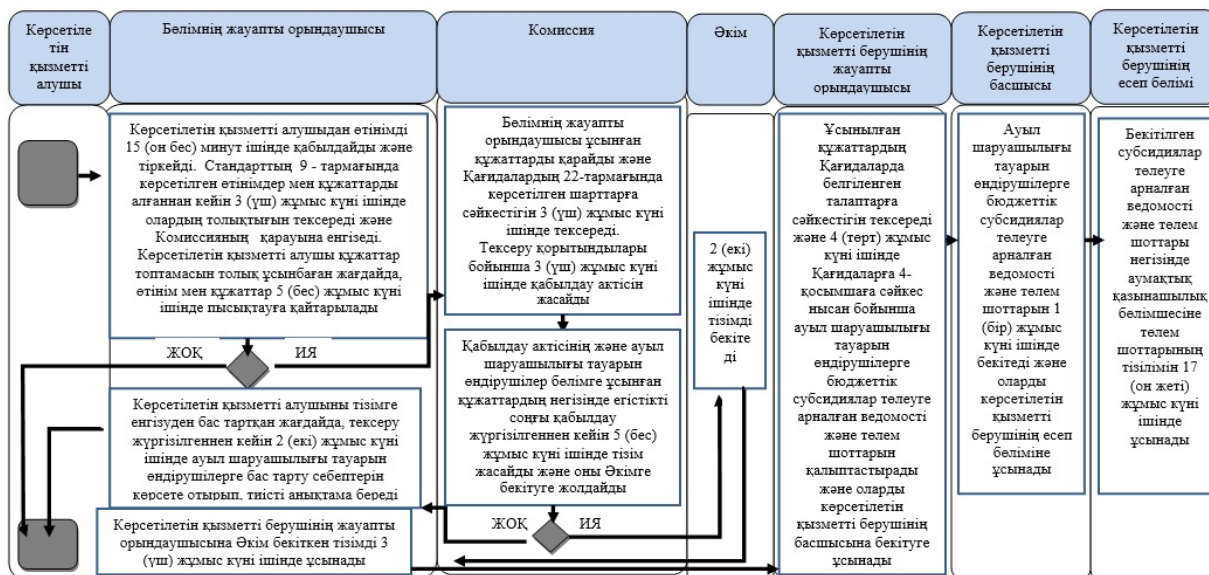 Көрсетіле
тін
қызметті
алушы
Бөлімнің жауапты орындаушысы
Комиссия
Әкім
Көрсетілетін
қызметті
берушінің
жауапты
орындаушысы
Көрсетілетін
қызметті
берушінің
басшысы
Көрсетілетін
қызметті
берушінің
есеп бөлімі
Көрсетілетін қызметті алушыдан өтінімді
15 (он бес) минут ішінде қабылдайды және
тіркейді. Стандарттың 9 - тармағында
көрсетілген өтінімдер мен құжаттарды
алғаннан кейін 3 (үш) жұмыс күні ішінде
олардың толықтығын тексереді және
Комиссияның қарауына енгізеді.
Көрсетілетін қызметті алушы құжаттар
топтамасын толық ұсынбаған жағдайда,
өтінім мен құжаттар 5 (бес) жұмыс күні
ішінде пысықтауға қайтарылады
ЖОҚ
ИЯ
Көрсетілетін қызметті алушыны тізімге
енгізуден бас тартқан жағдайда, тексеру
жүргізілгеннен кейін 2 (екі) жұмыс күні
ішінде ауыл шаруашылығы тауарын
өндірушілерге бас тарту себептерін
көрсете отырып, тиісті анықтама береді
Көрсетілетін қызметті берушінің жауапты
орындаушысына Әкім бекіткен тізімді 3
(үш) жұмыс күні ішінде ұсынады
Бөлімнің жауапты
орындаушысы ұсынған
құжаттарды қарайды және
Қағидалардың 22-тармағында
көрсетілген шарттарға
сәйкестігін 3 (үш) жұмыс күні
ішінде тексереді.
Тексеру қорытындылары
бойынша 3 (үш) жұмыс күні
ішінде қабылдау актісін
жасайды
Қабылдау актісінің және ауыл
шаруашылығы тауарын
өндірушілер бөлімге ұсынған
құжаттардың негізінде егістікті
соңғы қабылдау
жүргізілгеннен кейін 5 (бес)
жұмыс күні ішінде тізім
жасайды және оны Әкімге
бекітуге жолдайды
ЖОҚ
ИЯ
2 (екі)
жұмыс
күні
ішінде
тізімді
бекіте
ді
Ұсынылған
құжаттардың
Қағидаларда
белгіленген
талаптарға
сәйкестігін тексереді
және 4 (төрт) жұмыс
күні ішінде
Қағидаларға 4-
қосымшаға сәйкес
нысан бойынша
ауыл шаруашылығы
тауарын
өндірушілерге
бюджеттік
субсидиялар төлеуге
арналған ведомость
және төлем
шоттарын
қалыптастырады
және оларды
көрсетілетін
қызметті берушінің
басшысына бекітуге
ұсынады
Ауыл
шаруашылығы
тауарын
өндірушілерге
бюджеттік
субсидиялар
төлеуге
арналған
ведомості
және төлем
шоттарын 1
(бір) жұмыс
күні ішінде
бекітеді және
оларды
көрсетілетін
қызметті
берушінің есеп
бөліміне
ұсынады
Бекітілген
субсидиялар
төлеуге
арналған
ведомості
және төлем
шоттары
негізінде
аумақтық
қазынашылық
бөлімшесіне
төлем
шоттарының
тізілімін 17
(он жеті)
жұмыс күні
ішінде
ұсынады